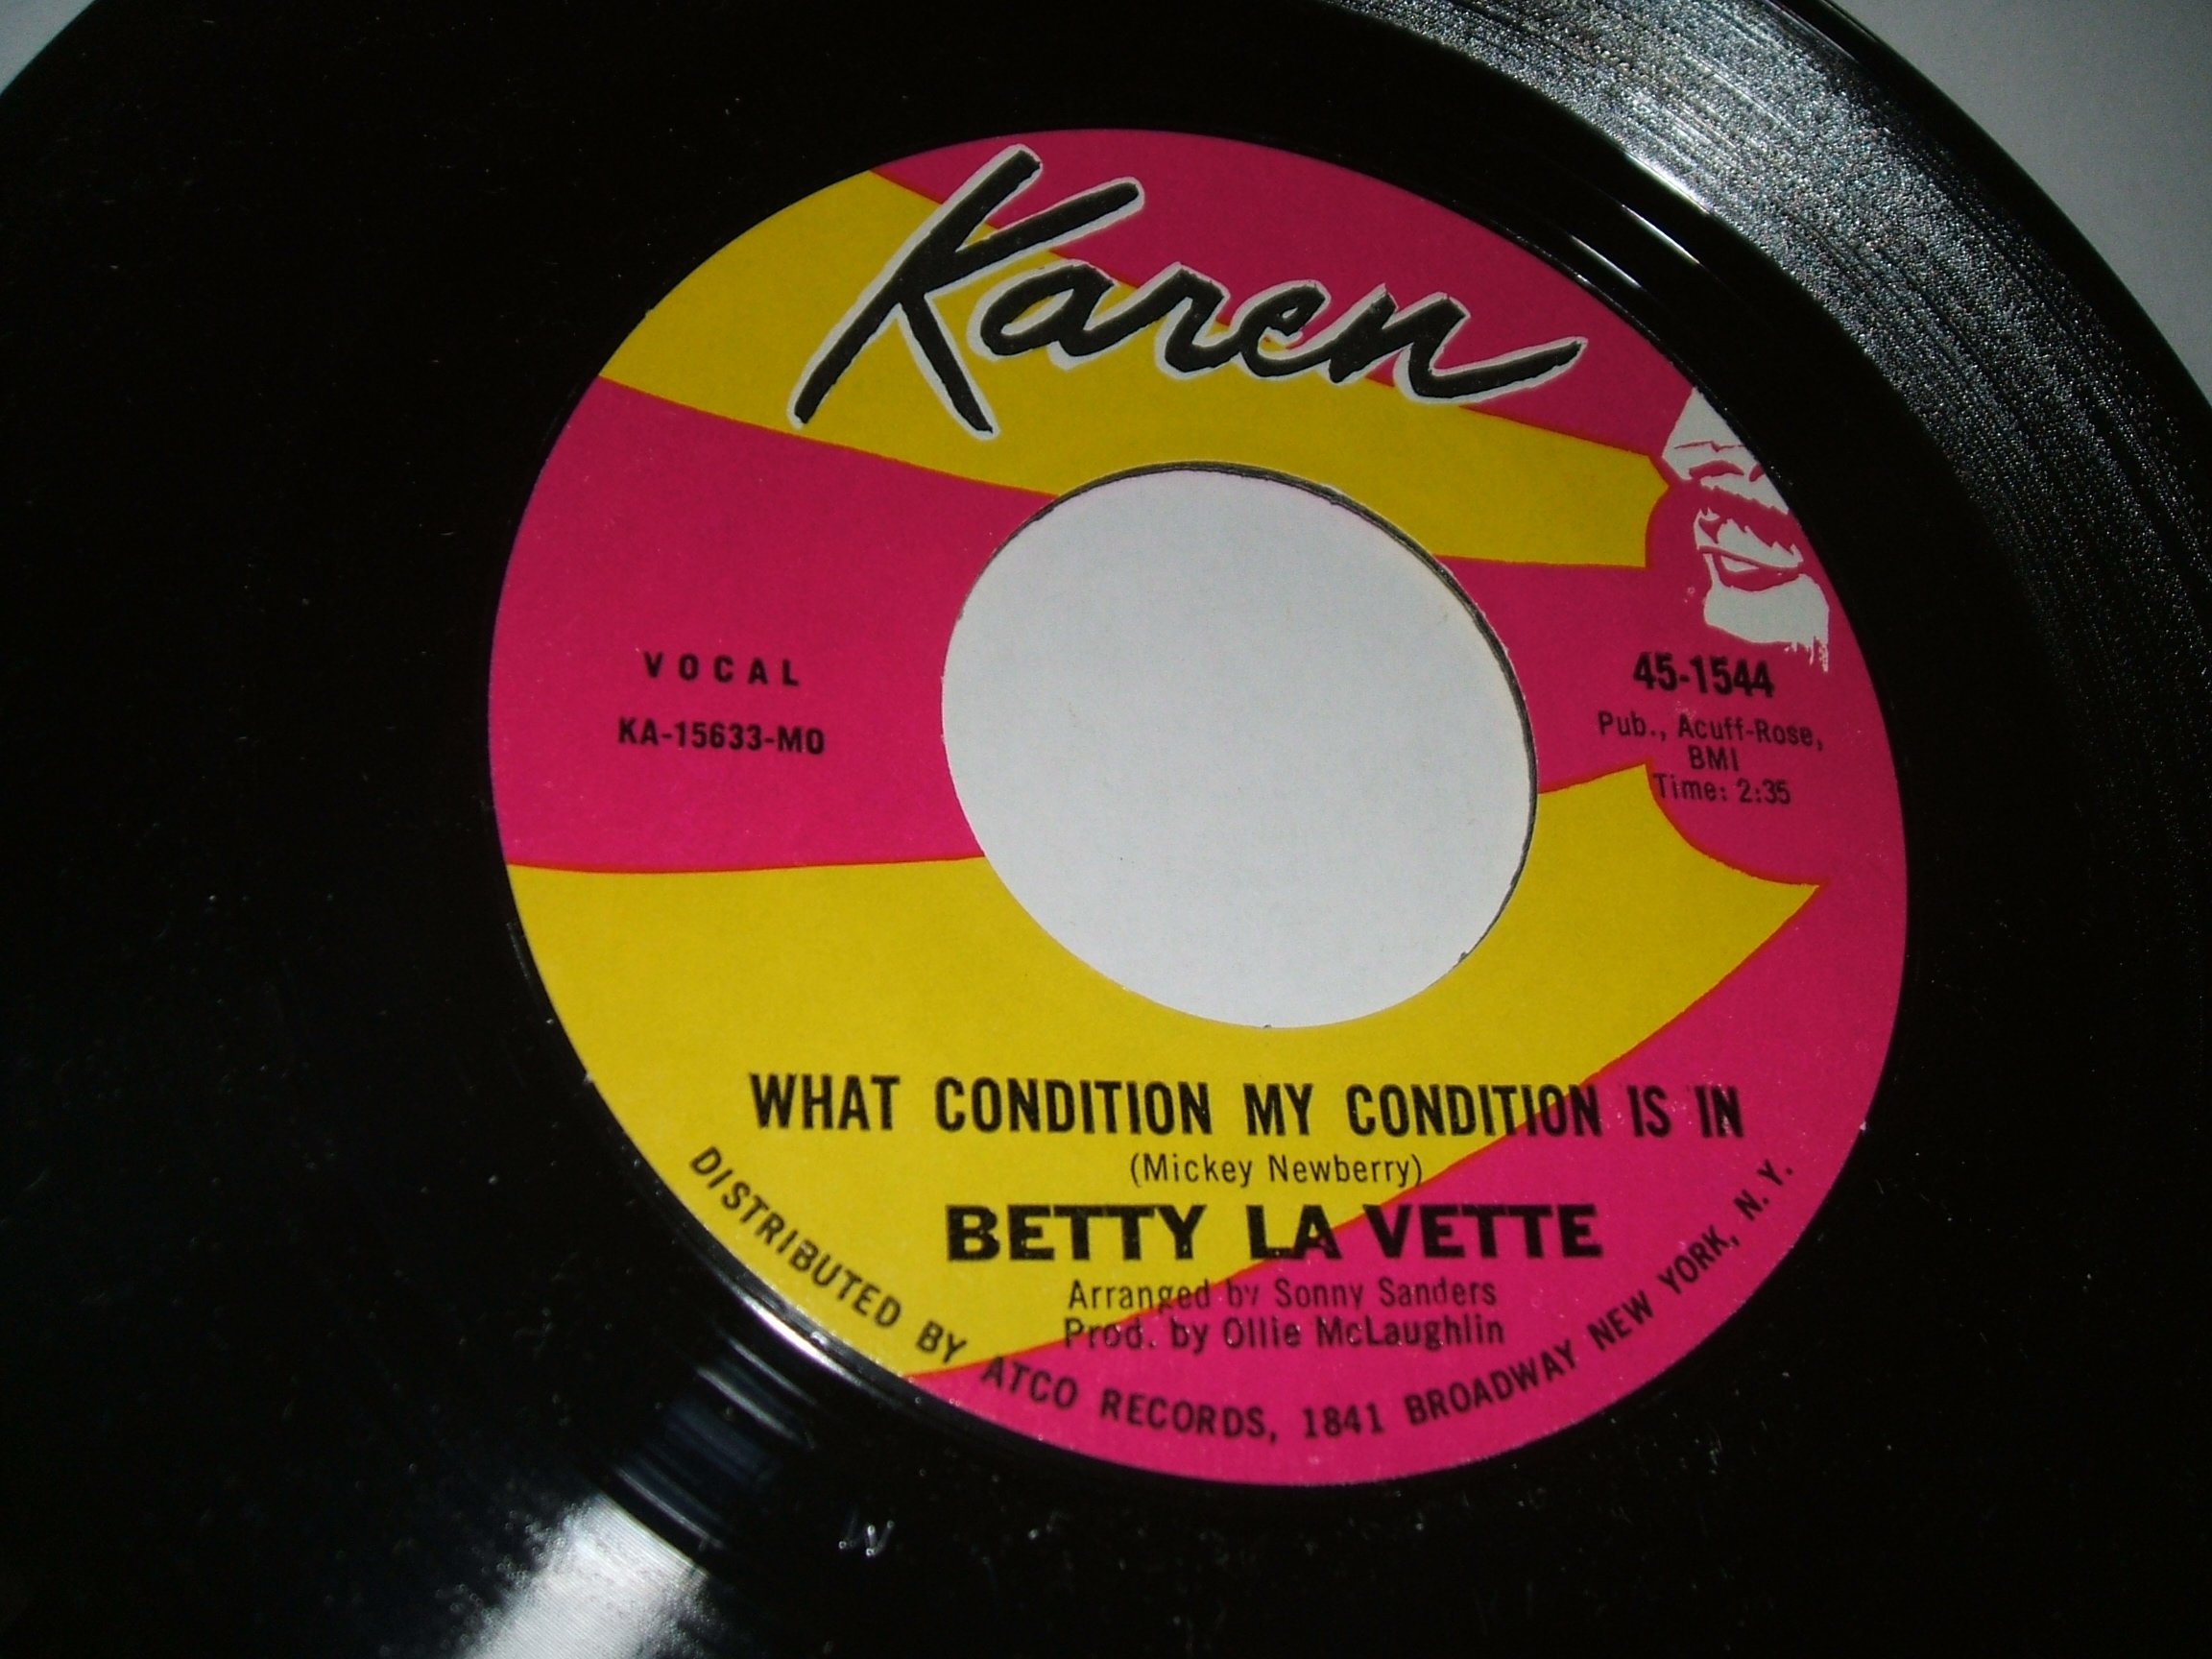 Karen
VOCAL
KA-15633-MO
45-1544
Pub., Acuff-Rose,
BMI
Time: 2:35
WHAT CONDITION MY CONDITION IS IN
(Mickey Newberry)
BETTY LA VETTE
Arranged by Sonny Sanders
Prod. by Ollie McLaughlin
DISTRIBUTED BY ATCO RECORDS, 1841 BROADWAY NEW YORK, N.Y.